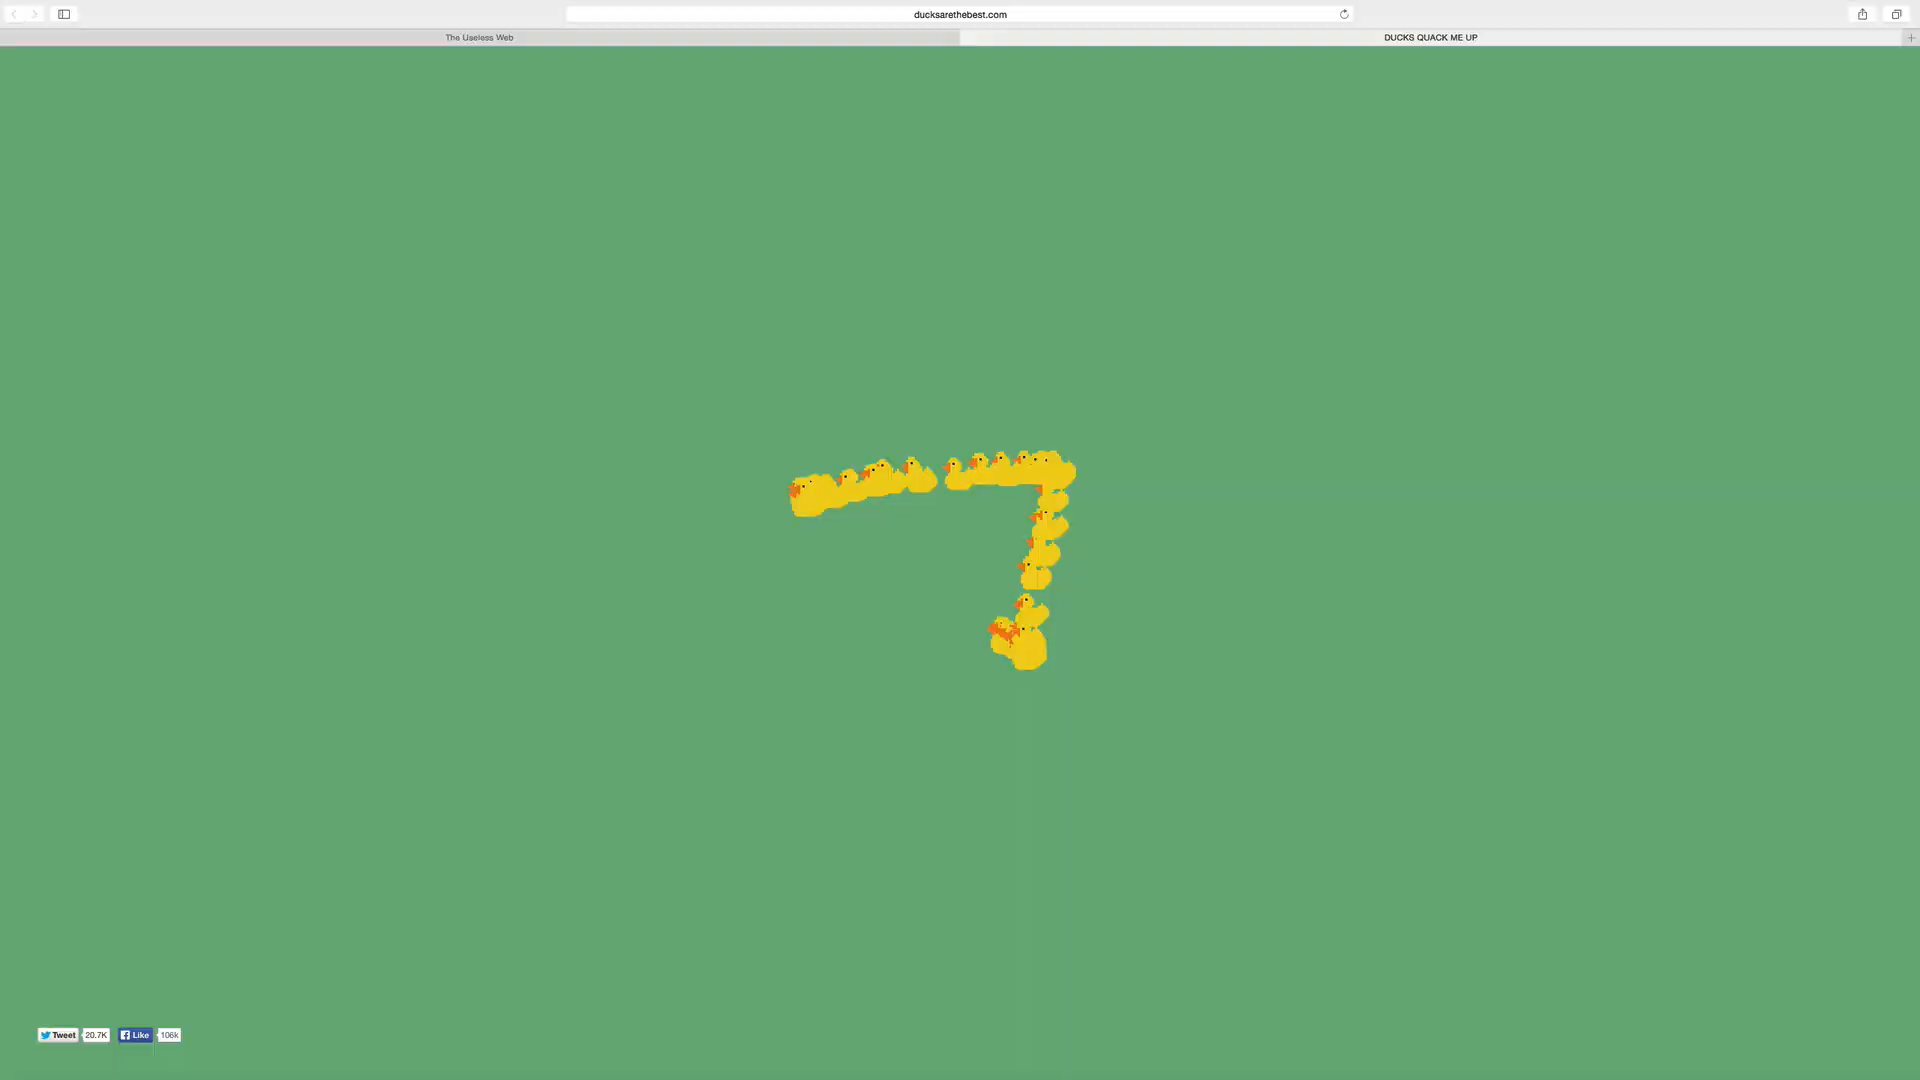 ducksarethebest.com
The Useless Web
DUCKS QUACK ME UP
Tweet 20.7K Like 106k